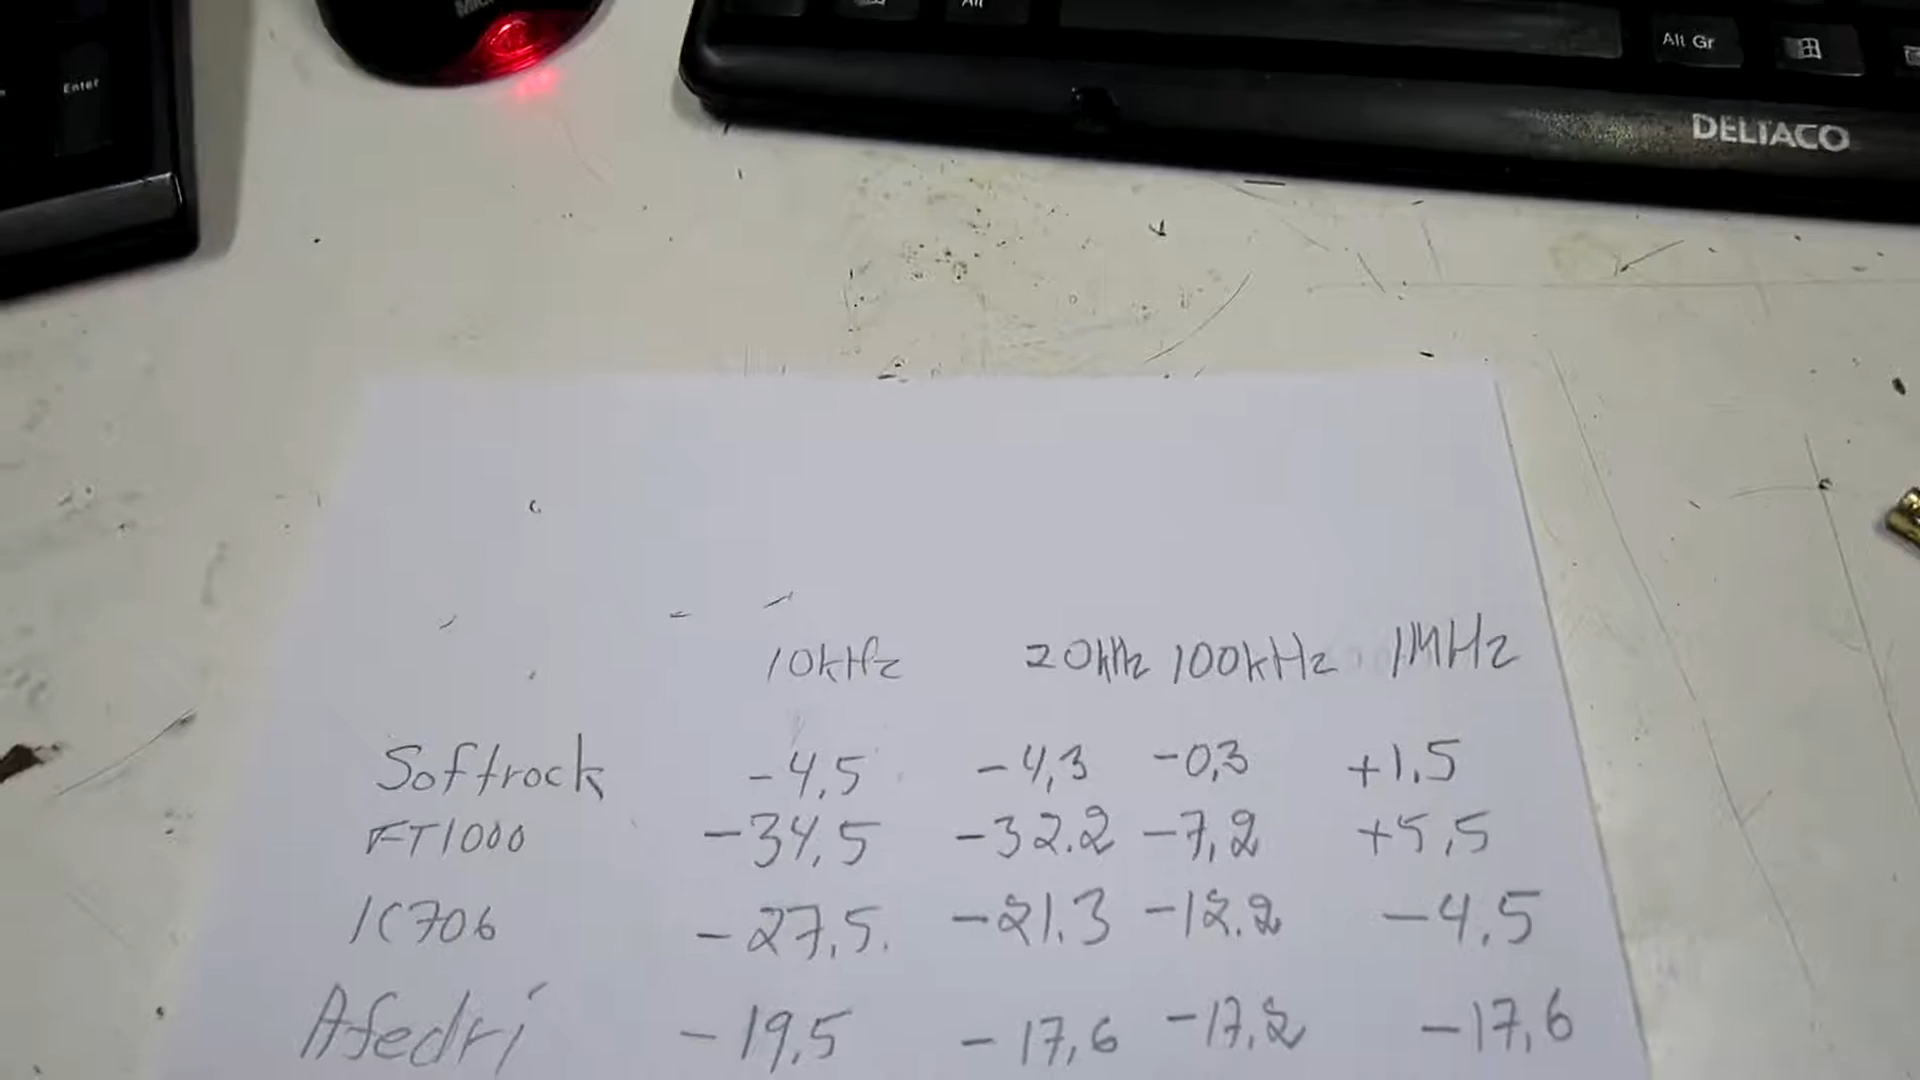 Enter
Alt
Alt Gr
DELTACO
10kHz 20kHz 100kHz 1MHz
Softrock -4,5 -4,3 -0,3 +1,5
FT1000 -34,5 -32.2 -7,2 +5,5
IC706 -27,5. -21.3 -12.2 -4,5
Afedri -19,5 -17,6 -17,2 -17,6